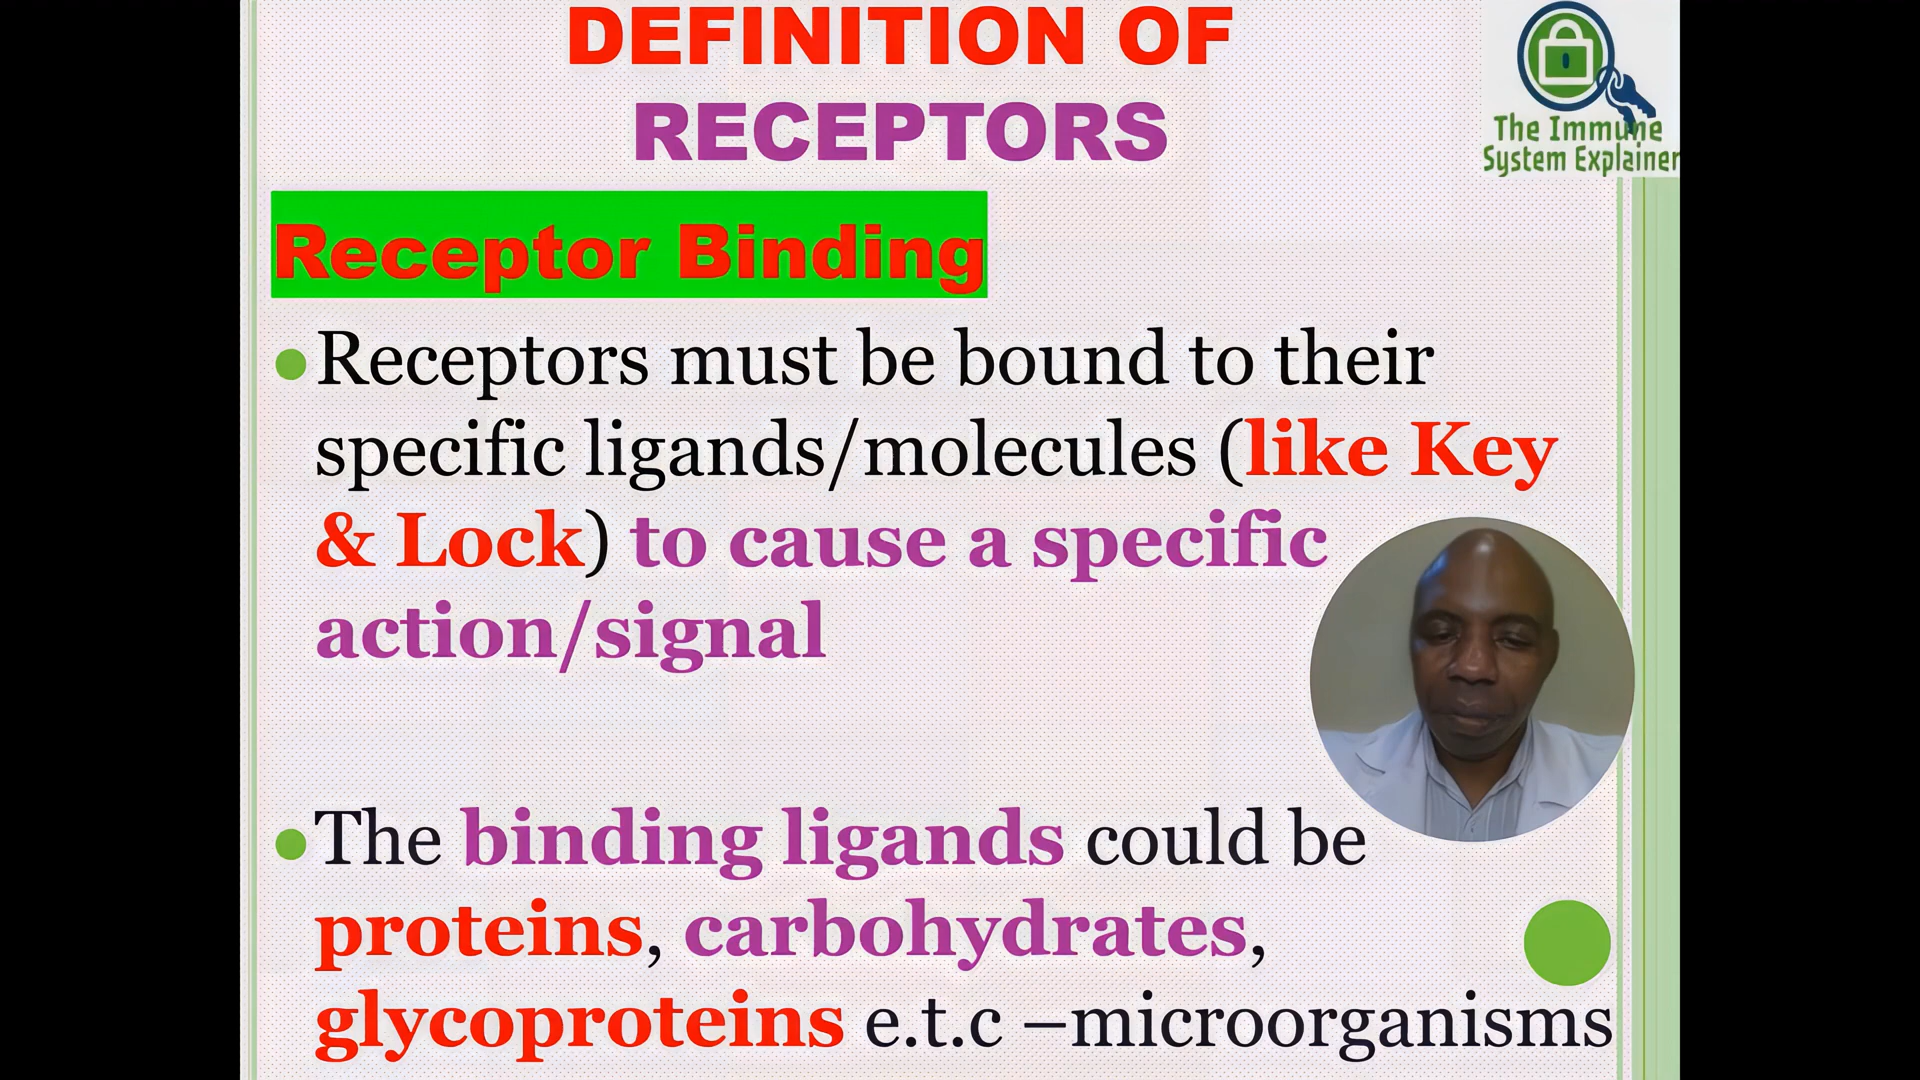 DEFINITION OF
RECEPTORS
The Immune
System Explainer
Receptor Binding
Receptors must be bound to their
specific ligands/molecules (like Key
& Lock) to cause a specific
action/signal
The binding ligands could be
proteins, carbohydrates,
glycoproteins e.t.c –microorganisms